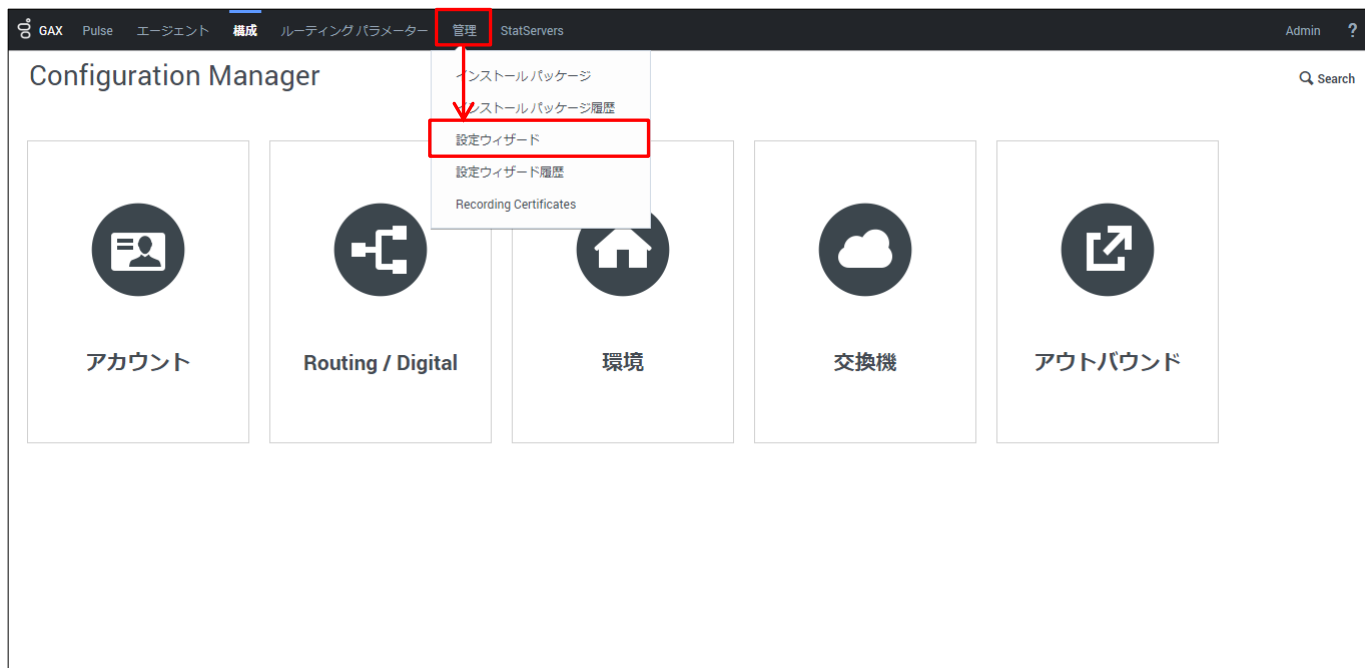 GAX Pulse エージェント 構成 ルーティング パラメーター 管理 StatServers Admin ?
Configuration Manager
Search
インストール パッケージ
インストール パッケージ履歴
設定ウィザード
設定ウィザード履歴
Recording Certificates
アカウント
Routing / Digital
環境
交換機
アウトバウンド